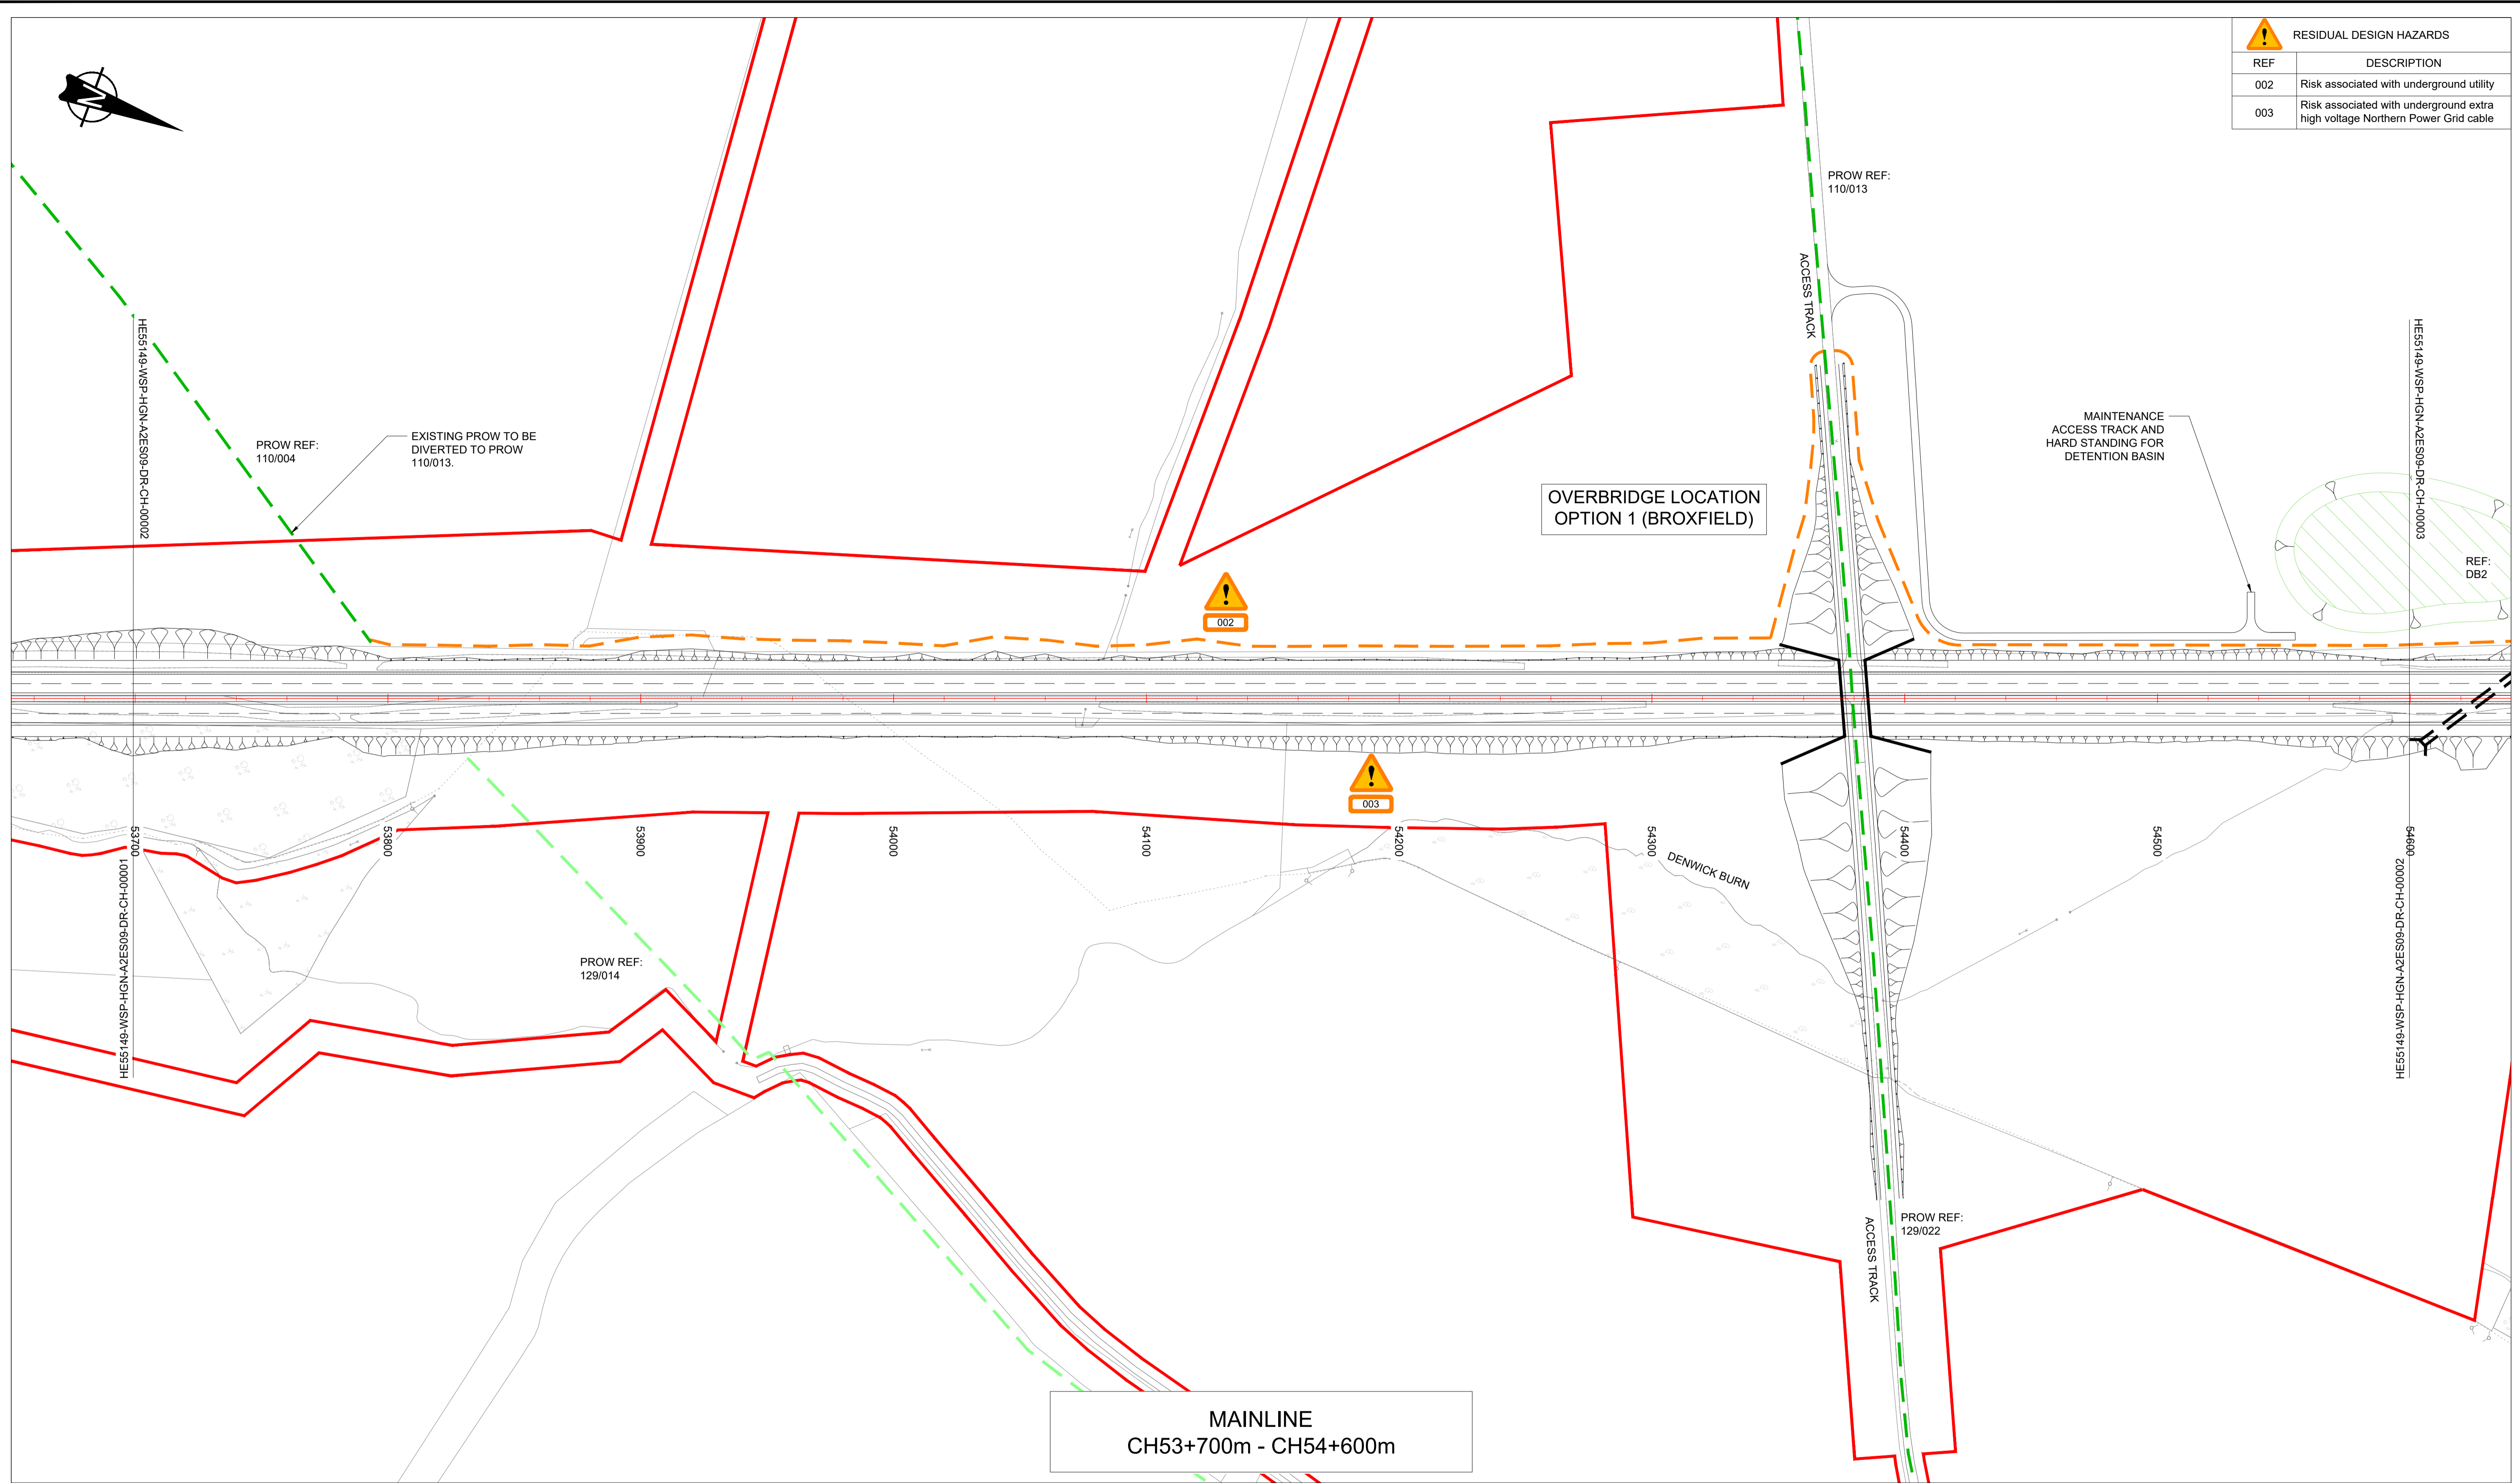 RESIDUAL DESIGN HAZARDS
REF DESCRIPTION
002 Risk associated with underground utility
003 Risk associated with underground extra
high voltage Northern Power Grid cable
N
PROW REF:
110/013
ACCESS TRACK
HE55149-WSP-HGN-A2ES09-DR-CH-00002
HE55149-WSP-HGN-A2ES09-DR-CH-00003
PROW REF:
110/004
EXISTING PROW TO BE
DIVERTED TO PROW
110/013.
MAINTENANCE
ACCESS TRACK AND
HARD STANDING FOR
DETENTION BASIN
OVERBRIDGE LOCATION
OPTION 1 (BROXFIELD)
REF:
DB2
002
003
53700
53800
53900
54000
54100
54200
54300
54400
54500
54600
DENWICK BURN
HE55149-WSP-HGN-A2ES09-DR-CH-00001
HE55149-WSP-HGN-A2ES09-DR-CH-00002
PROW REF:
129/014
PROW REF:
129/022
ACCESS TRACK
MAINLINE
CH53+700m - CH54+600m